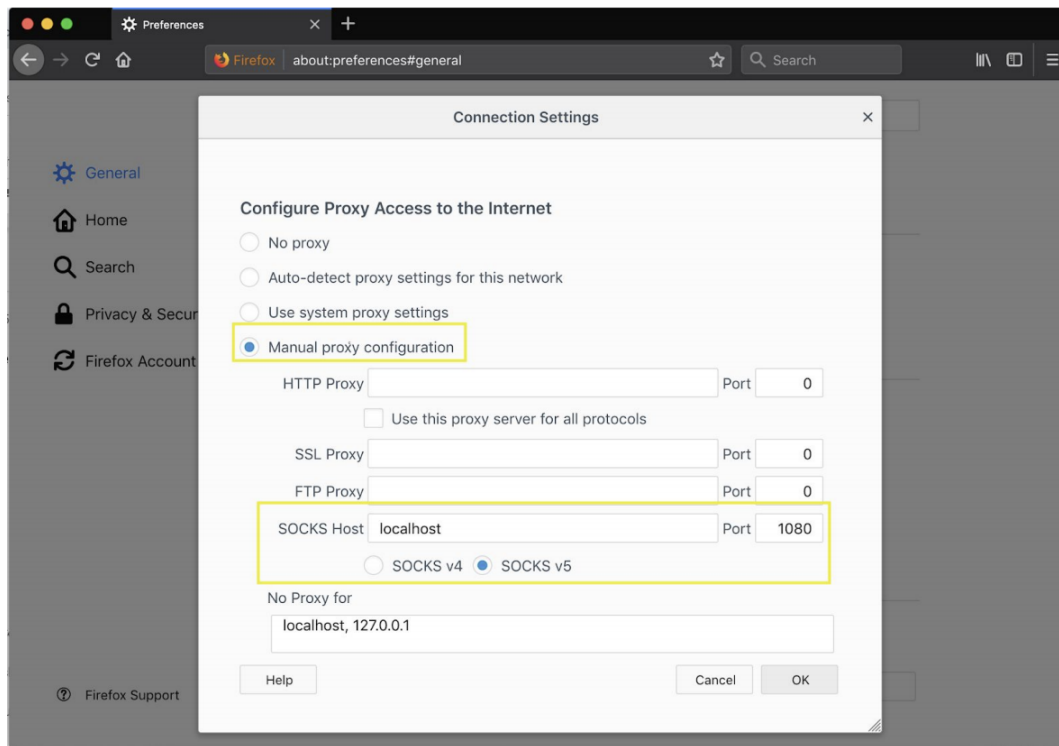 Preferences
Firefox about:preferences#general Search
Connection Settings
General
Home
Search
Privacy & Secur
Firefox Account
Configure Proxy Access to the Internet
No proxy
Auto-detect proxy settings for this network
Use system proxy settings
Manual proxy configuration
HTTP Proxy Port 0
Use this proxy server for all protocols
SSL Proxy Port 0
FTP Proxy Port 0
SOCKS Host localhost Port 1080
SOCKS v4 SOCKS v5
No Proxy for
localhost, 127.0.0.1
Help Cancel OK
Firefox Support